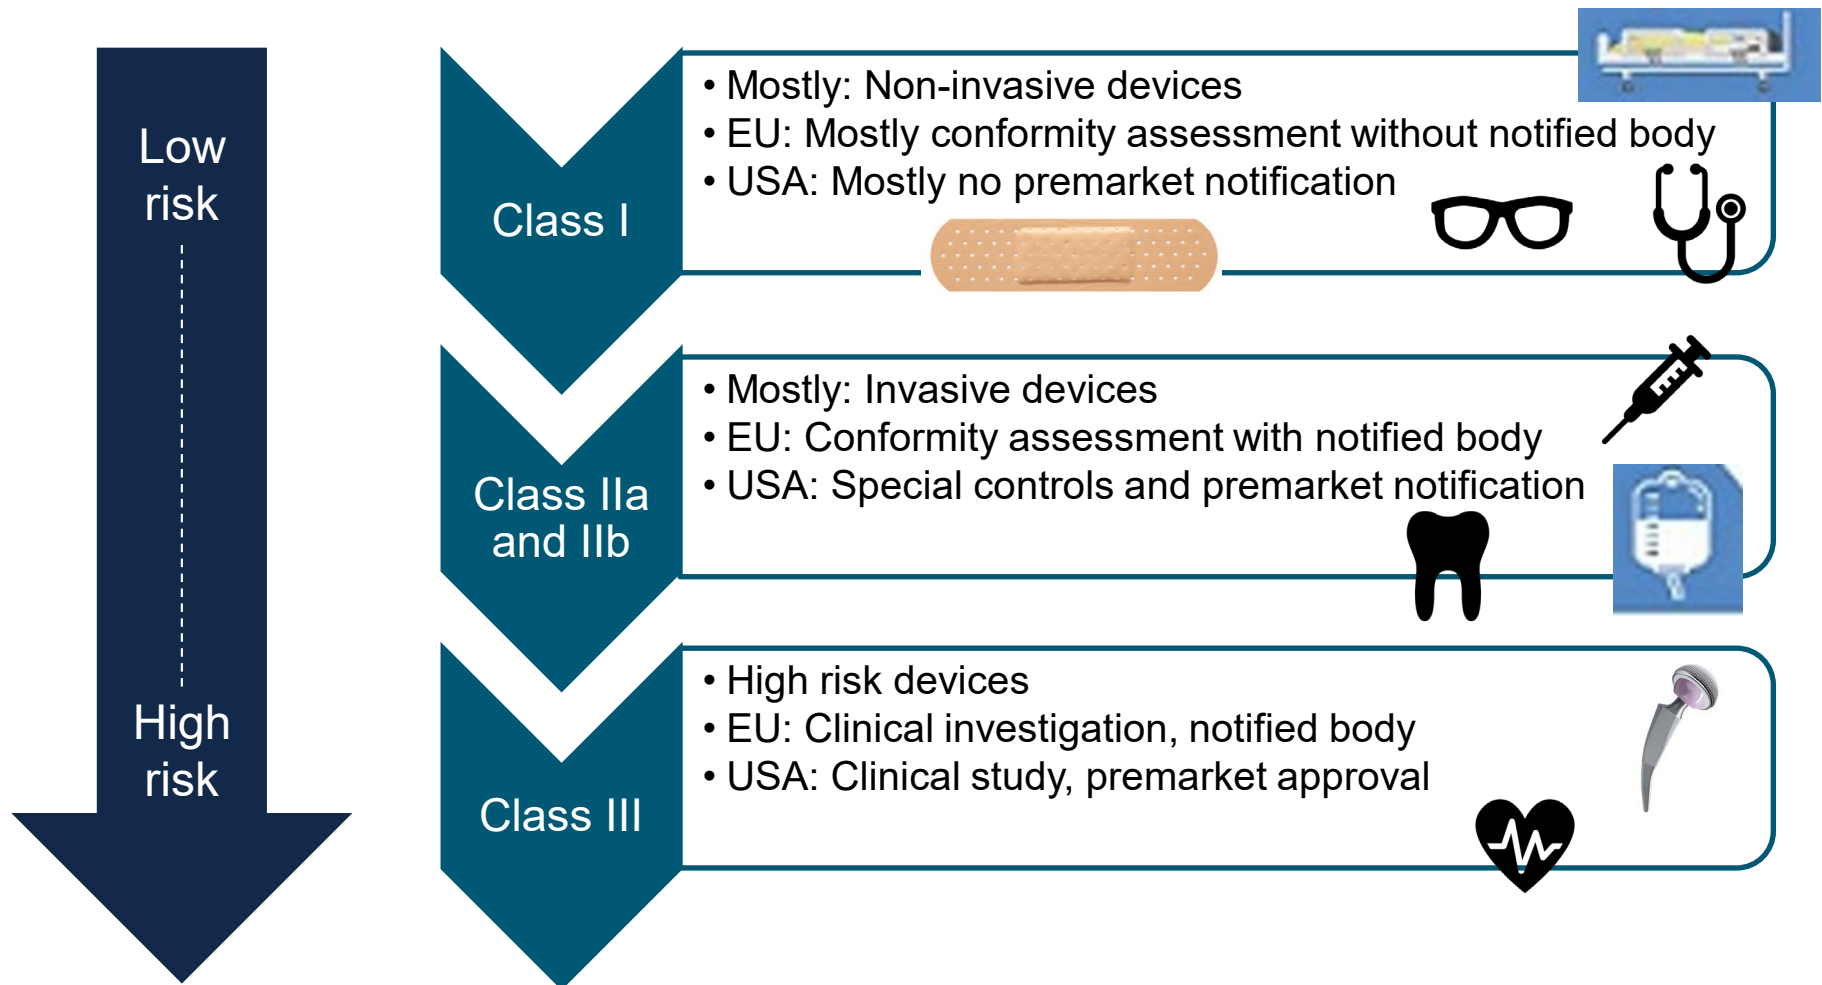 Low
risk
High
risk
Class I
• Mostly: Non-invasive devices
• EU: Mostly conformity assessment without notified body
• USA: Mostly no premarket notification
Class IIa
and IIb
• Mostly: Invasive devices
• EU: Conformity assessment with notified body
• USA: Special controls and premarket notification
Class III
• High risk devices
• EU: Clinical investigation, notified body
• USA: Clinical study, premarket approval